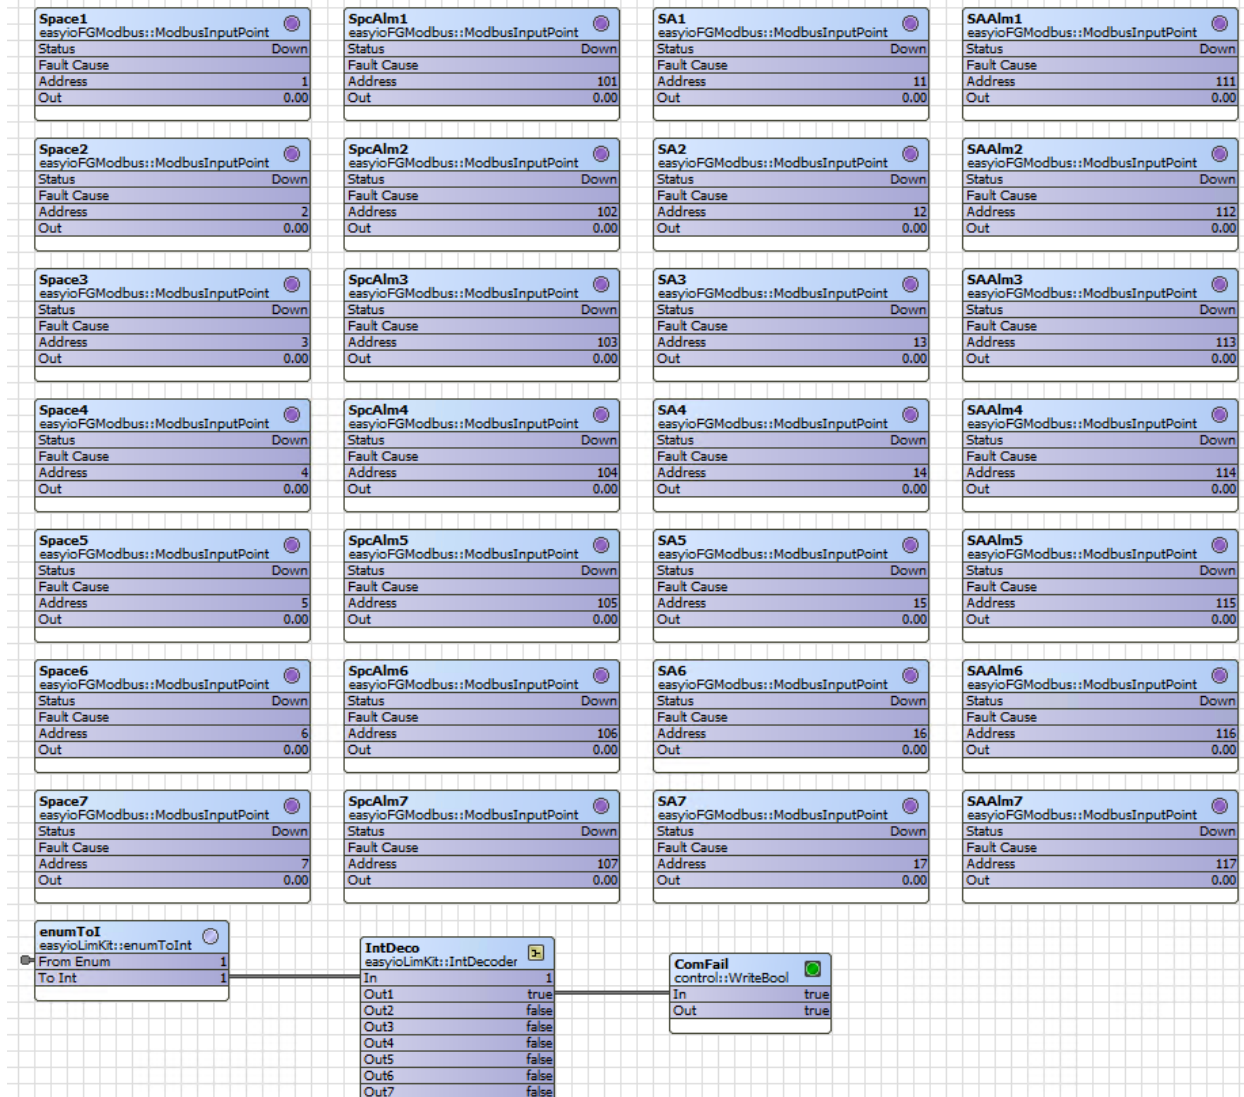 Space1
easyioFGModbus::ModbusInputPoint
Status Down
Fault Cause
Address 1
Out 0.00
SpcAlm1
easyioFGModbus::ModbusInputPoint
Status Down
Fault Cause
Address 101
Out 0.00
SA1
easyioFGModbus::ModbusInputPoint
Status Down
Fault Cause
Address 11
Out 0.00
SAAlm1
easyioFGModbus::ModbusInputPoint
Status Down
Fault Cause
Address 111
Out 0.00
Space2
easyioFGModbus::ModbusInputPoint
Status Down
Fault Cause
Address 2
Out 0.00
SpcAlm2
easyioFGModbus::ModbusInputPoint
Status Down
Fault Cause
Address 102
Out 0.00
SA2
easyioFGModbus::ModbusInputPoint
Status Down
Fault Cause
Address 12
Out 0.00
SAAlm2
easyioFGModbus::ModbusInputPoint
Status Down
Fault Cause
Address 112
Out 0.00
Space3
easyioFGModbus::ModbusInputPoint
Status Down
Fault Cause
Address 3
Out 0.00
SpcAlm3
easyioFGModbus::ModbusInputPoint
Status Down
Fault Cause
Address 103
Out 0.00
SA3
easyioFGModbus::ModbusInputPoint
Status Down
Fault Cause
Address 13
Out 0.00
SAAlm3
easyioFGModbus::ModbusInputPoint
Status Down
Fault Cause
Address 113
Out 0.00
Space4
easyioFGModbus::ModbusInputPoint
Status Down
Fault Cause
Address 4
Out 0.00
SpcAlm4
easyioFGModbus::ModbusInputPoint
Status Down
Fault Cause
Address 104
Out 0.00
SA4
easyioFGModbus::ModbusInputPoint
Status Down
Fault Cause
Address 14
Out 0.00
SAAlm4
easyioFGModbus::ModbusInputPoint
Status Down
Fault Cause
Address 114
Out 0.00
Space5
easyioFGModbus::ModbusInputPoint
Status Down
Fault Cause
Address 5
Out 0.00
SpcAlm5
easyioFGModbus::ModbusInputPoint
Status Down
Fault Cause
Address 105
Out 0.00
SA5
easyioFGModbus::ModbusInputPoint
Status Down
Fault Cause
Address 15
Out 0.00
SAAlm5
easyioFGModbus::ModbusInputPoint
Status Down
Fault Cause
Address 115
Out 0.00
Space6
easyioFGModbus::ModbusInputPoint
Status Down
Fault Cause
Address 6
Out 0.00
SpcAlm6
easyioFGModbus::ModbusInputPoint
Status Down
Fault Cause
Address 106
Out 0.00
SA6
easyioFGModbus::ModbusInputPoint
Status Down
Fault Cause
Address 16
Out 0.00
SAAlm6
easyioFGModbus::ModbusInputPoint
Status Down
Fault Cause
Address 116
Out 0.00
Space7
easyioFGModbus::ModbusInputPoint
Status Down
Fault Cause
Address 7
Out 0.00
SpcAlm7
easyioFGModbus::ModbusInputPoint
Status Down
Fault Cause
Address 107
Out 0.00
SA7
easyioFGModbus::ModbusInputPoint
Status Down
Fault Cause
Address 17
Out 0.00
SAAlm7
easyioFGModbus::ModbusInputPoint
Status Down
Fault Cause
Address 117
Out 0.00
enumToI
easyioLimKit::enumToInt
From Enum 1
To Int 1
IntDeco
easyioLimKit::IntDecoder
In 1
Out1 true
Out2 false
Out3 false
Out4 false
Out5 false
Out6 false
Out7 false
ComFail
control::WriteBool
In true
Out true